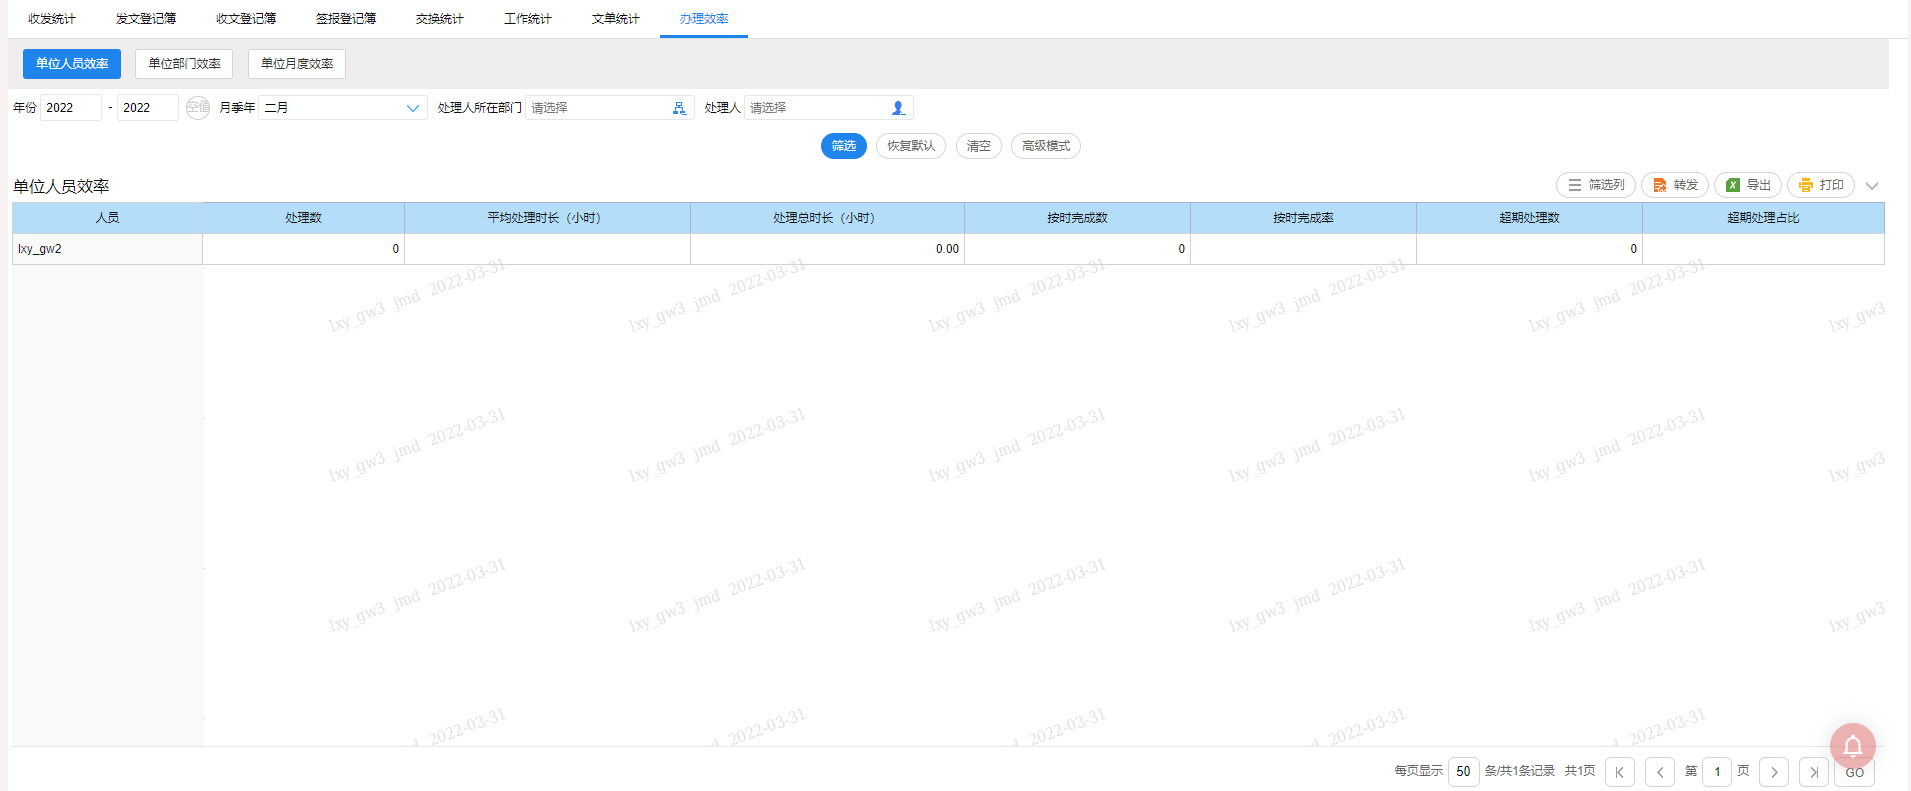 收发统计 发文登记簿 收文登记簿 签报登记簿 交换统计 工作统计 文单统计 办理效率
单位人员效率 单位部门效率 单位月度效率
年份 2022 - 2022 空值 月季年 二月 处理人所在部门 请选择 处理人 请选择
筛选 恢复默认 清空 高级模式
单位人员效率 筛选列 转发 导出 打印
人员 处理数 平均处理时长（小时） 处理总时长（小时） 按时完成数 按时完成率 超期处理数 超期处理占比
lxy_gw2 0 0.00 0 0
lxy_gw3 jmd 2022-03-31 lxy_gw3 jmd 2022-03-31 lxy_gw3 jmd 2022-03-31 lxy_gw3 jmd 2022-03-31 lxy_gw3 jmd 2022-03-31 lxy_gw3
lxy_gw3 jmd 2022-03-31 lxy_gw3 jmd 2022-03-31 lxy_gw3 jmd 2022-03-31 lxy_gw3 jmd 2022-03-31 lxy_gw3 jmd 2022-03-31 lxy_gw3
lxy_gw3 jmd 2022-03-31 lxy_gw3 jmd 2022-03-31 lxy_gw3 jmd 2022-03-31 lxy_gw3 jmd 2022-03-31 lxy_gw3 jmd 2022-03-31 lxy_gw3
2022-03-31 2022-03-31 2022-03-31 2022-03-31 2022-03-31
每页显示 50 条/共1条记录 共1页 第 1 页 GO